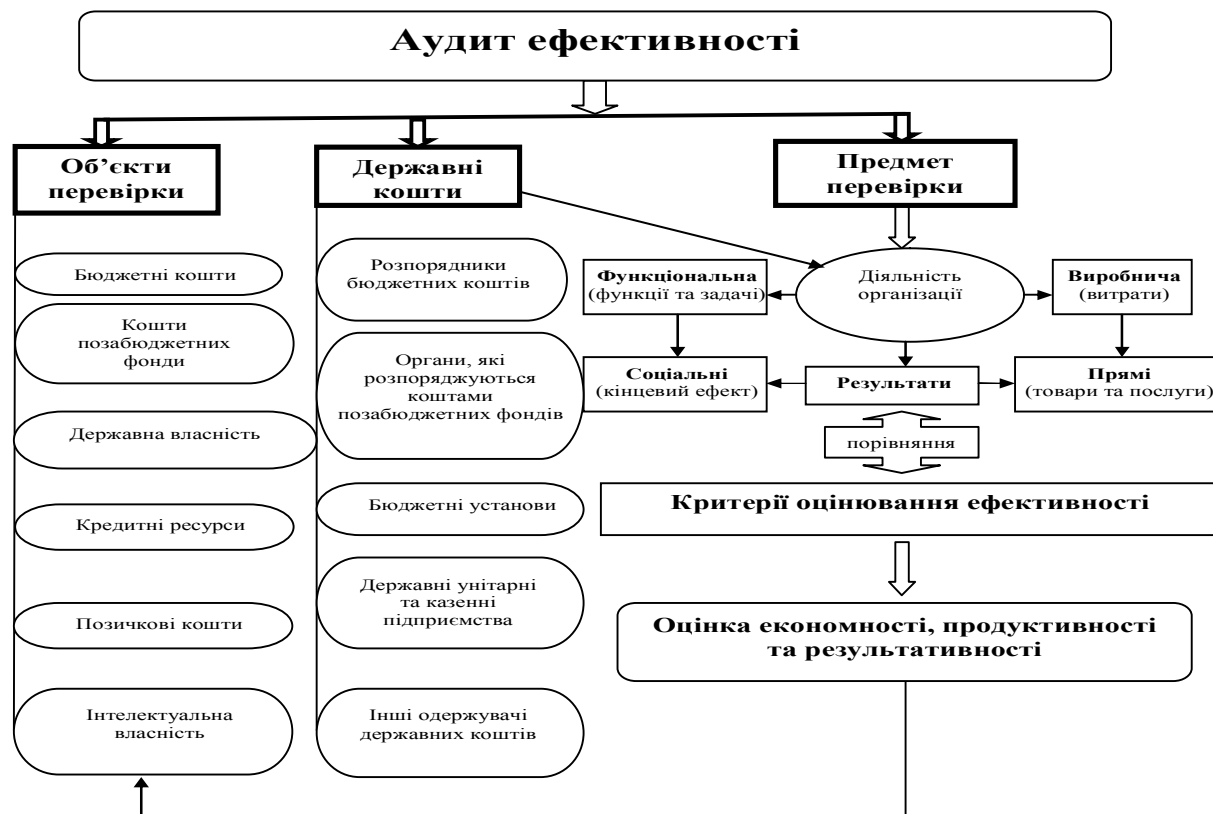 Аудит ефективності
Об’єкти
перевірки
Бюджетні кошти
Кошти
позабюджетних
фонди
Державна власність
Кредитні ресурси
Позичкові кошти
Інтелектуальна
власність
Державні
кошти
Розпорядники
бюджетних коштів
Органи, які
розпоряджуються
коштами
позабюджетних фондів
Бюджетні установи
Державні унітарні
та казенні
підприємства
Інші одержувачі
державних коштів
Предмет
перевірки
Діяльність
організації
Функціональна
(функції та задачі)
Виробнича
(витрати)
Соціальні
(кінцевий ефект)
Результати
Прямі
(товари та послуги)
порівняння
Критерії оцінювання ефективності
Оцінка економності, продуктивності
та результативності